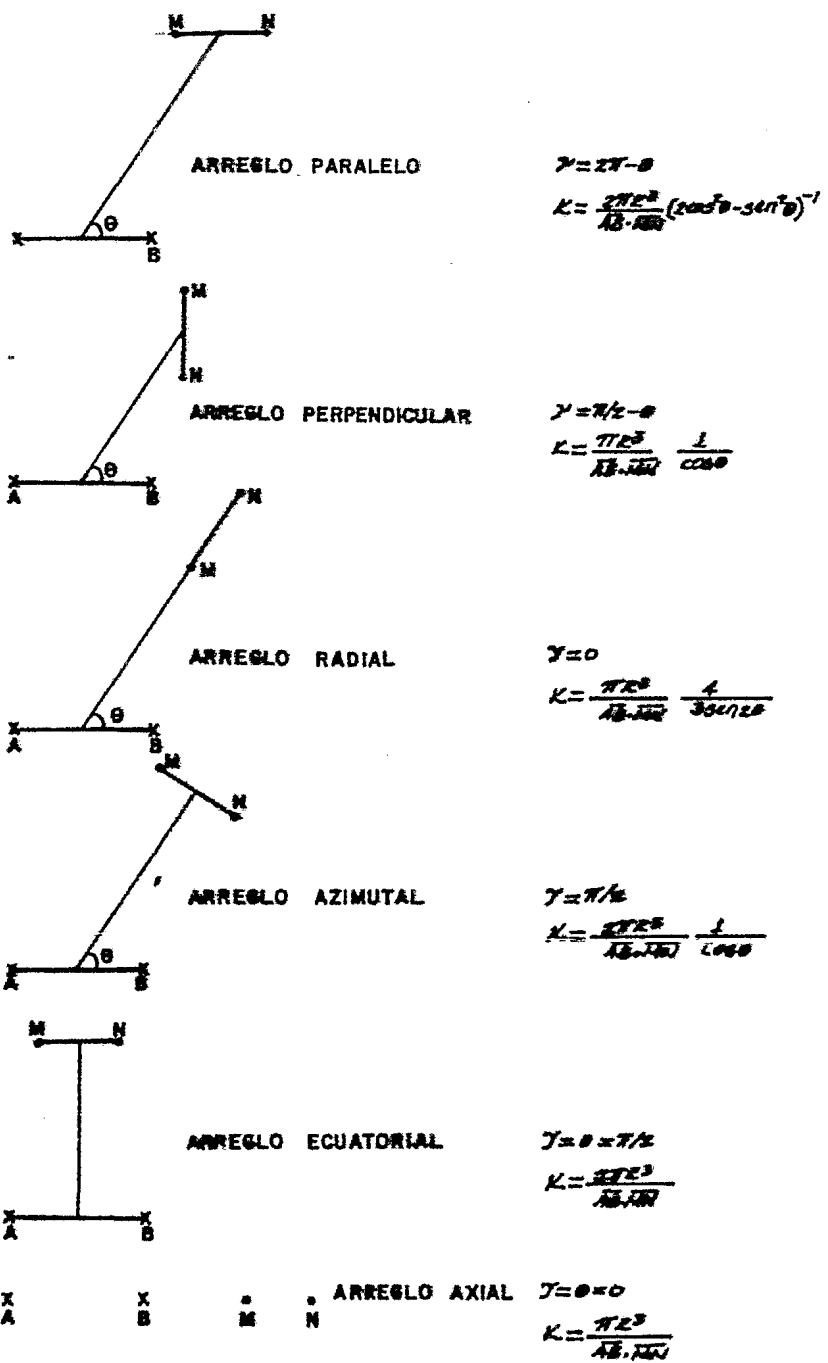 M N
ARREGLO PARALELO γ=2π-θ
K= 2πR³/(AB·MN) (2cos²θ-sen²θ)⁻¹
θ
x x
B
M
N
ARREGLO PERPENDICULAR γ=π/2-θ
K= πR³/(AB·MN) 1/cosθ
θ
x x
A B
N
M
ARREGLO RADIAL γ=0
K= πR³/(AB·MN) 4/3sen2θ
θ
x x
A B
M
N
ARREGLO AZIMUTAL γ=π/2
K= 2πR³/(AB·MN) 1/cosθ
θ
x x
A B
M N
ARREGLO ECUATORIAL γ=θ=π/2
K= 2πR³/(AB·MN)
x x
A B
x x ARREGLO AXIAL γ=θ=0
A B M N
K= πR³/(AB·MN)